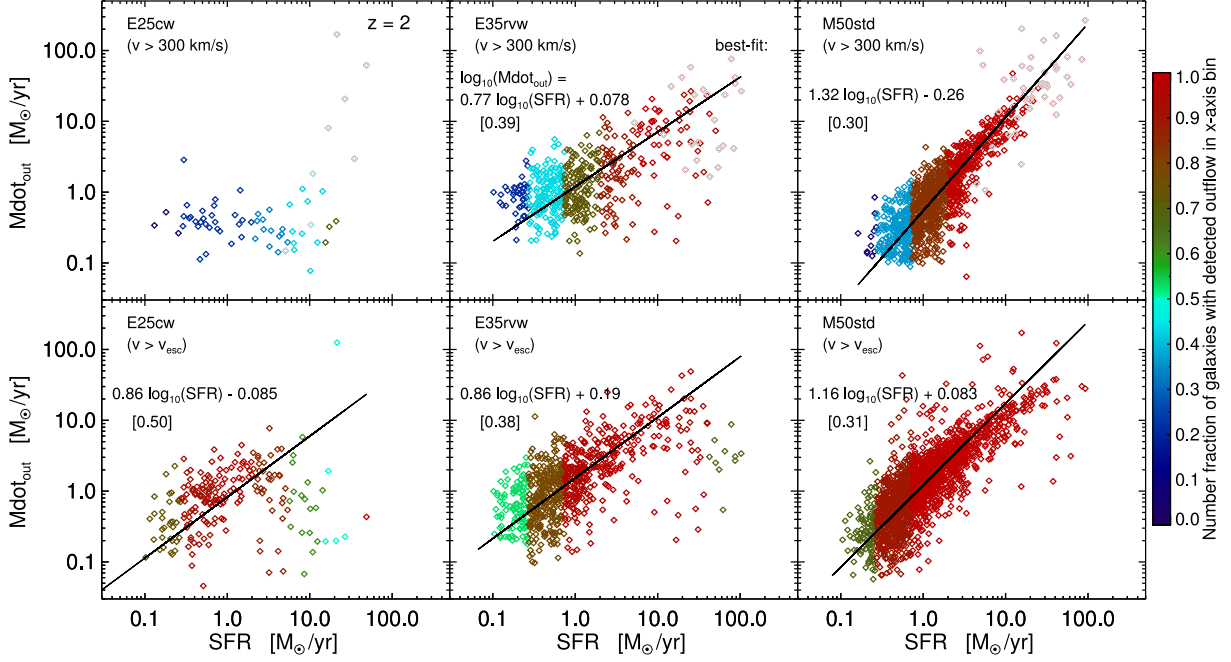 E25cw
z = 2
(v > 300 km/s)
E35rvw
(v > 300 km/s)
best-fit:
log10(Mdotout) =
0.77 log10(SFR) + 0.078
[0.39]
M50std
(v > 300 km/s)
1.32 log10(SFR) - 0.26
[0.30]
100.0
10.0
1.0
0.1
Mdotout [M⊙/yr]
E25cw
(v > vesc)
0.86 log10(SFR) - 0.085
[0.50]
E35rvw
(v > vesc)
0.86 log10(SFR) + 0.19
[0.38]
M50std
(v > vesc)
1.16 log10(SFR) + 0.083
[0.31]
100.0
10.0
1.0
0.1
Mdotout [M⊙/yr]
0.1 1.0 10.0 100.0
SFR [M⊙/yr]
0.1 1.0 10.0 100.0
SFR [M⊙/yr]
0.1 1.0 10.0 100.0
SFR [M⊙/yr]
1.0
0.9
0.8
0.7
0.6
0.5
0.4
0.3
0.2
0.1
0.0
Number fraction of galaxies with detected outflow in x-axis bin